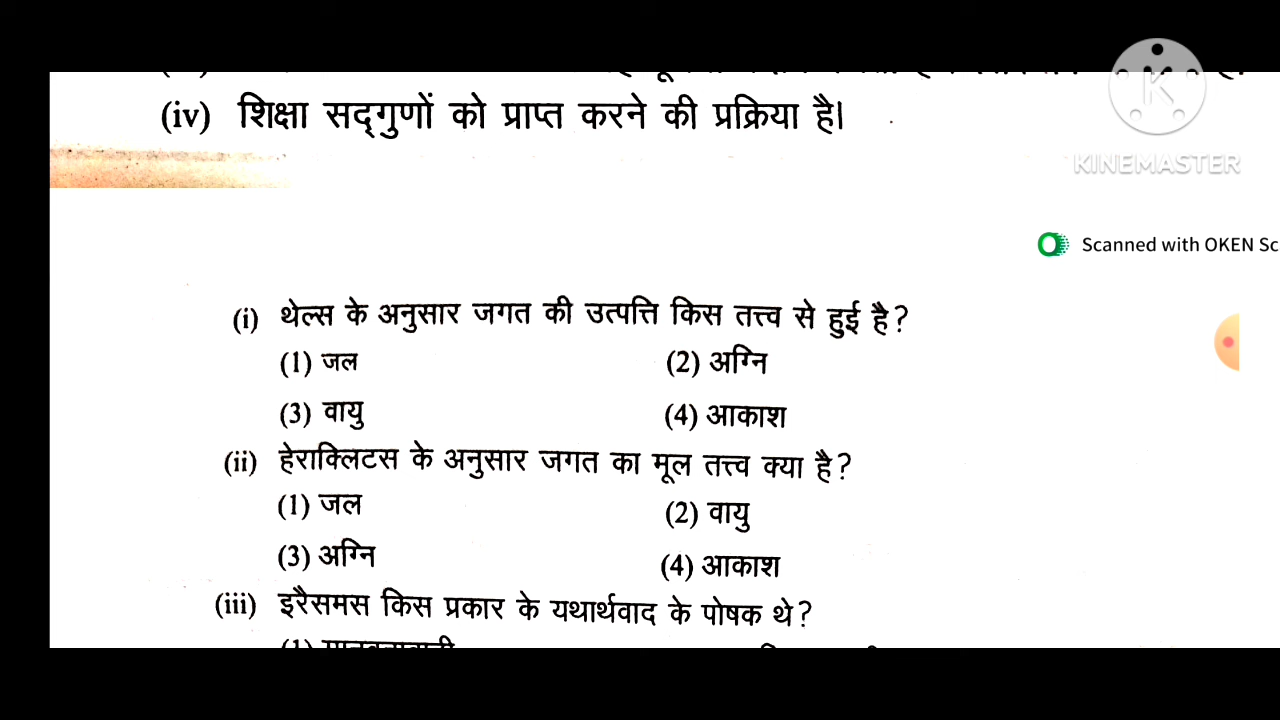 (iv) शिक्षा सद्‌गुणों को प्राप्त करने की प्रक्रिया है।
KINEMASTER
Scanned with OKEN Sc
(i) थेल्स के अनुसार जगत की उत्पत्ति किस तत्त्व से हुई है?
(1) जल (2) अग्नि
(3) वायु (4) आकाश
(ii) हेराक्लिटस के अनुसार जगत का मूल तत्त्व क्या है?
(1) जल (2) वायु
(3) अग्नि (4) आकाश
(iii) इरैसमस किस प्रकार के यथार्थवाद के पोषक थे?